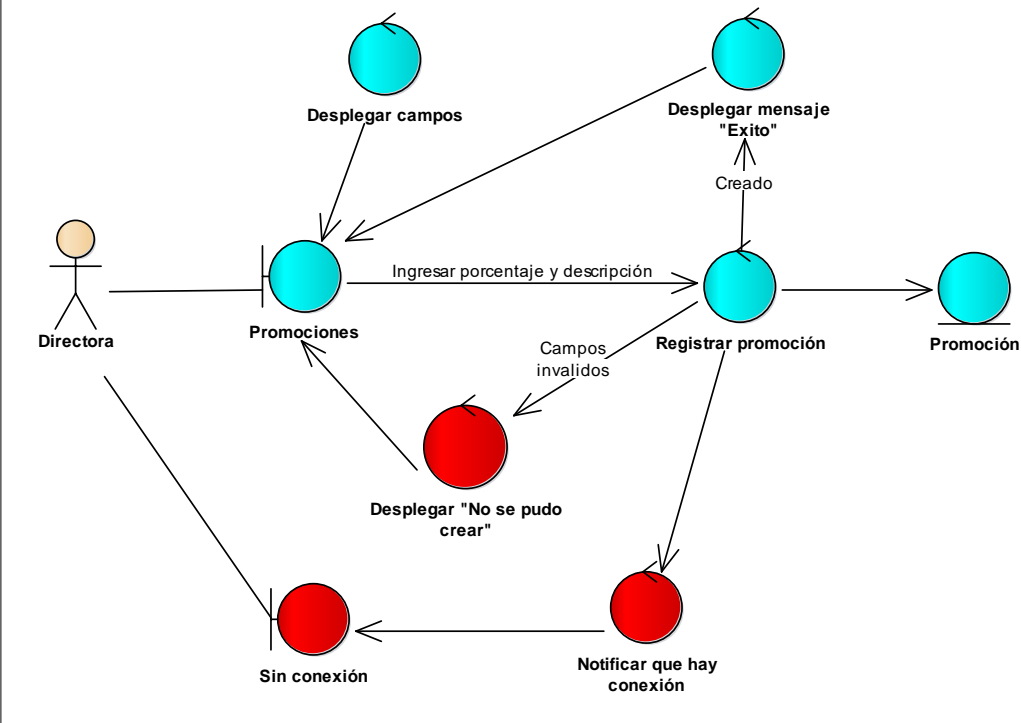 Desplegar campos
Desplegar mensaje
"Exito"
Creado
Ingresar porcentaje y descripción
Directora
Promociones
Registrar promoción
Promoción
Campos
invalidos
Desplegar "No se pudo
crear"
Sin conexión
Notificar que hay
conexión